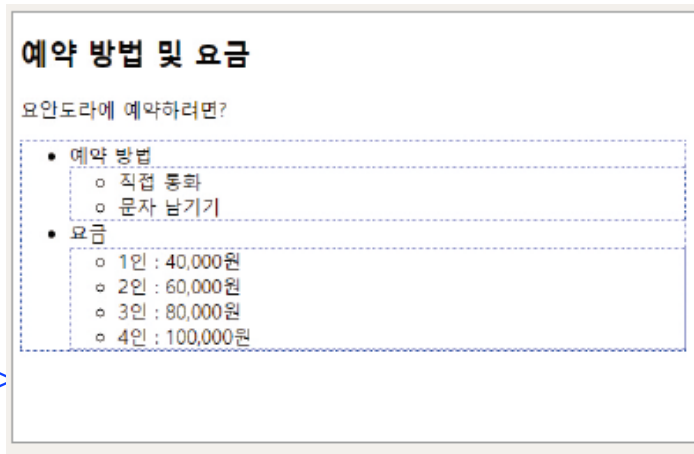 예약 방법 및 요금
요안도라에 예약하려면?
• 예약 방법
○ 직접 통화
○ 문자 남기기
• 요금
○ 1인 : 40,000원
○ 2인 : 60,000원
○ 3인 : 80,000원
○ 4인 : 100,000원
>